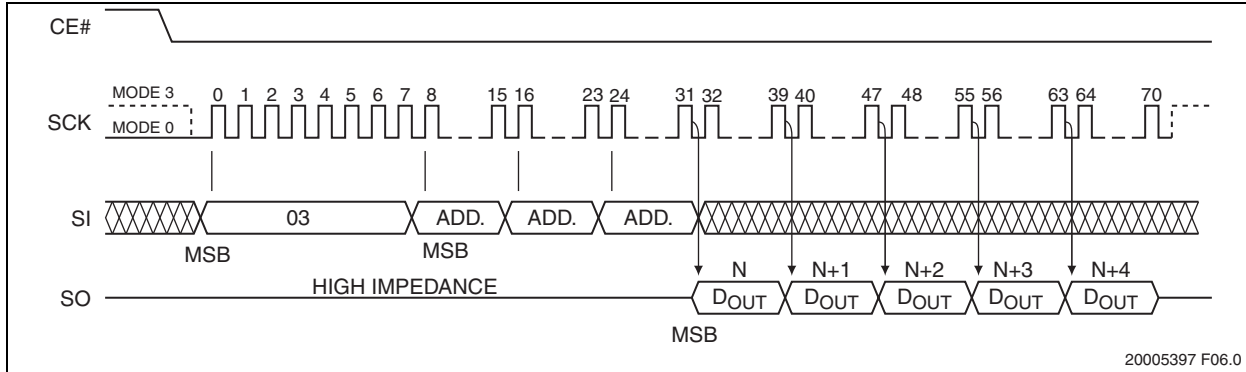 CE#
MODE 3
0 1 2 3 4 5 6 7 8 15 16 23 24 31 32 39 40 47 48 55 56 63 64 70
SCK
MODE 0
SI 03 ADD. ADD. ADD.
MSB MSB
N N+1 N+2 N+3 N+4
SO HIGH IMPEDANCE DOUT DOUT DOUT DOUT DOUT
MSB
20005397 F06.0